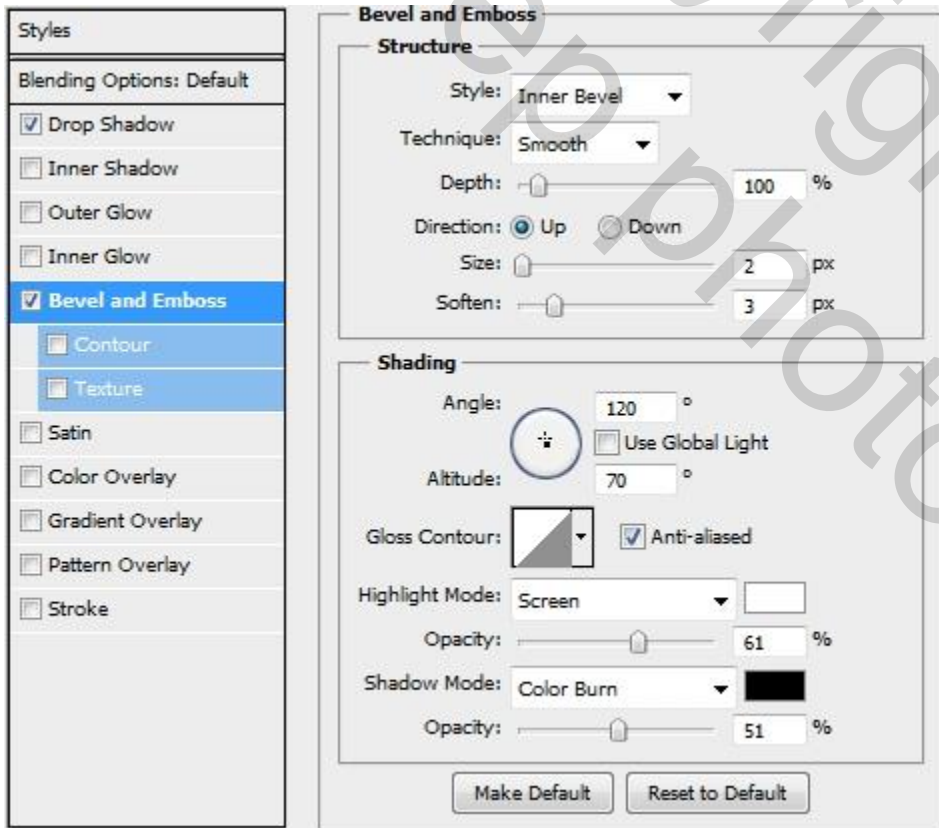 Styles
Blending Options: Default
Drop Shadow
Inner Shadow
Outer Glow
Inner Glow
Bevel and Emboss
Contour
Texture
Satin
Color Overlay
Gradient Overlay
Pattern Overlay
Stroke
Bevel and Emboss
Structure
Style: Inner Bevel
Technique: Smooth
Depth: 100 %
Direction: Up Down
Size: 2 px
Soften: 3 px
Shading
Angle: 120 °
Use Global Light
Altitude: 70 °
Gloss Contour: Anti-aliased
Highlight Mode: Screen
Opacity: 61 %
Shadow Mode: Color Burn
Opacity: 51 %
Make Default Reset to Default